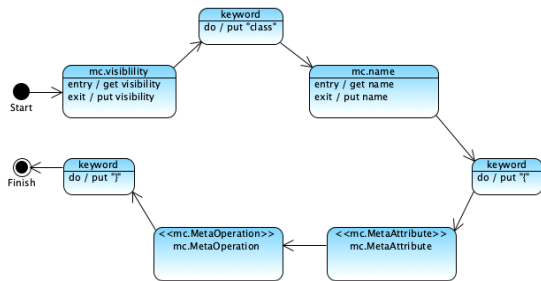 keyword
do / put "class"
mc.visiblility
entry / get visibility
exit / put visibility
mc.name
entry / get name
exit / put name
Start
keyword
do / put "}"
keyword
do / put "{"
Finish
<<mc.MetaOperation>>
mc.MetaOperation
<<mc.MetaAttribute>>
mc.MetaAttribute